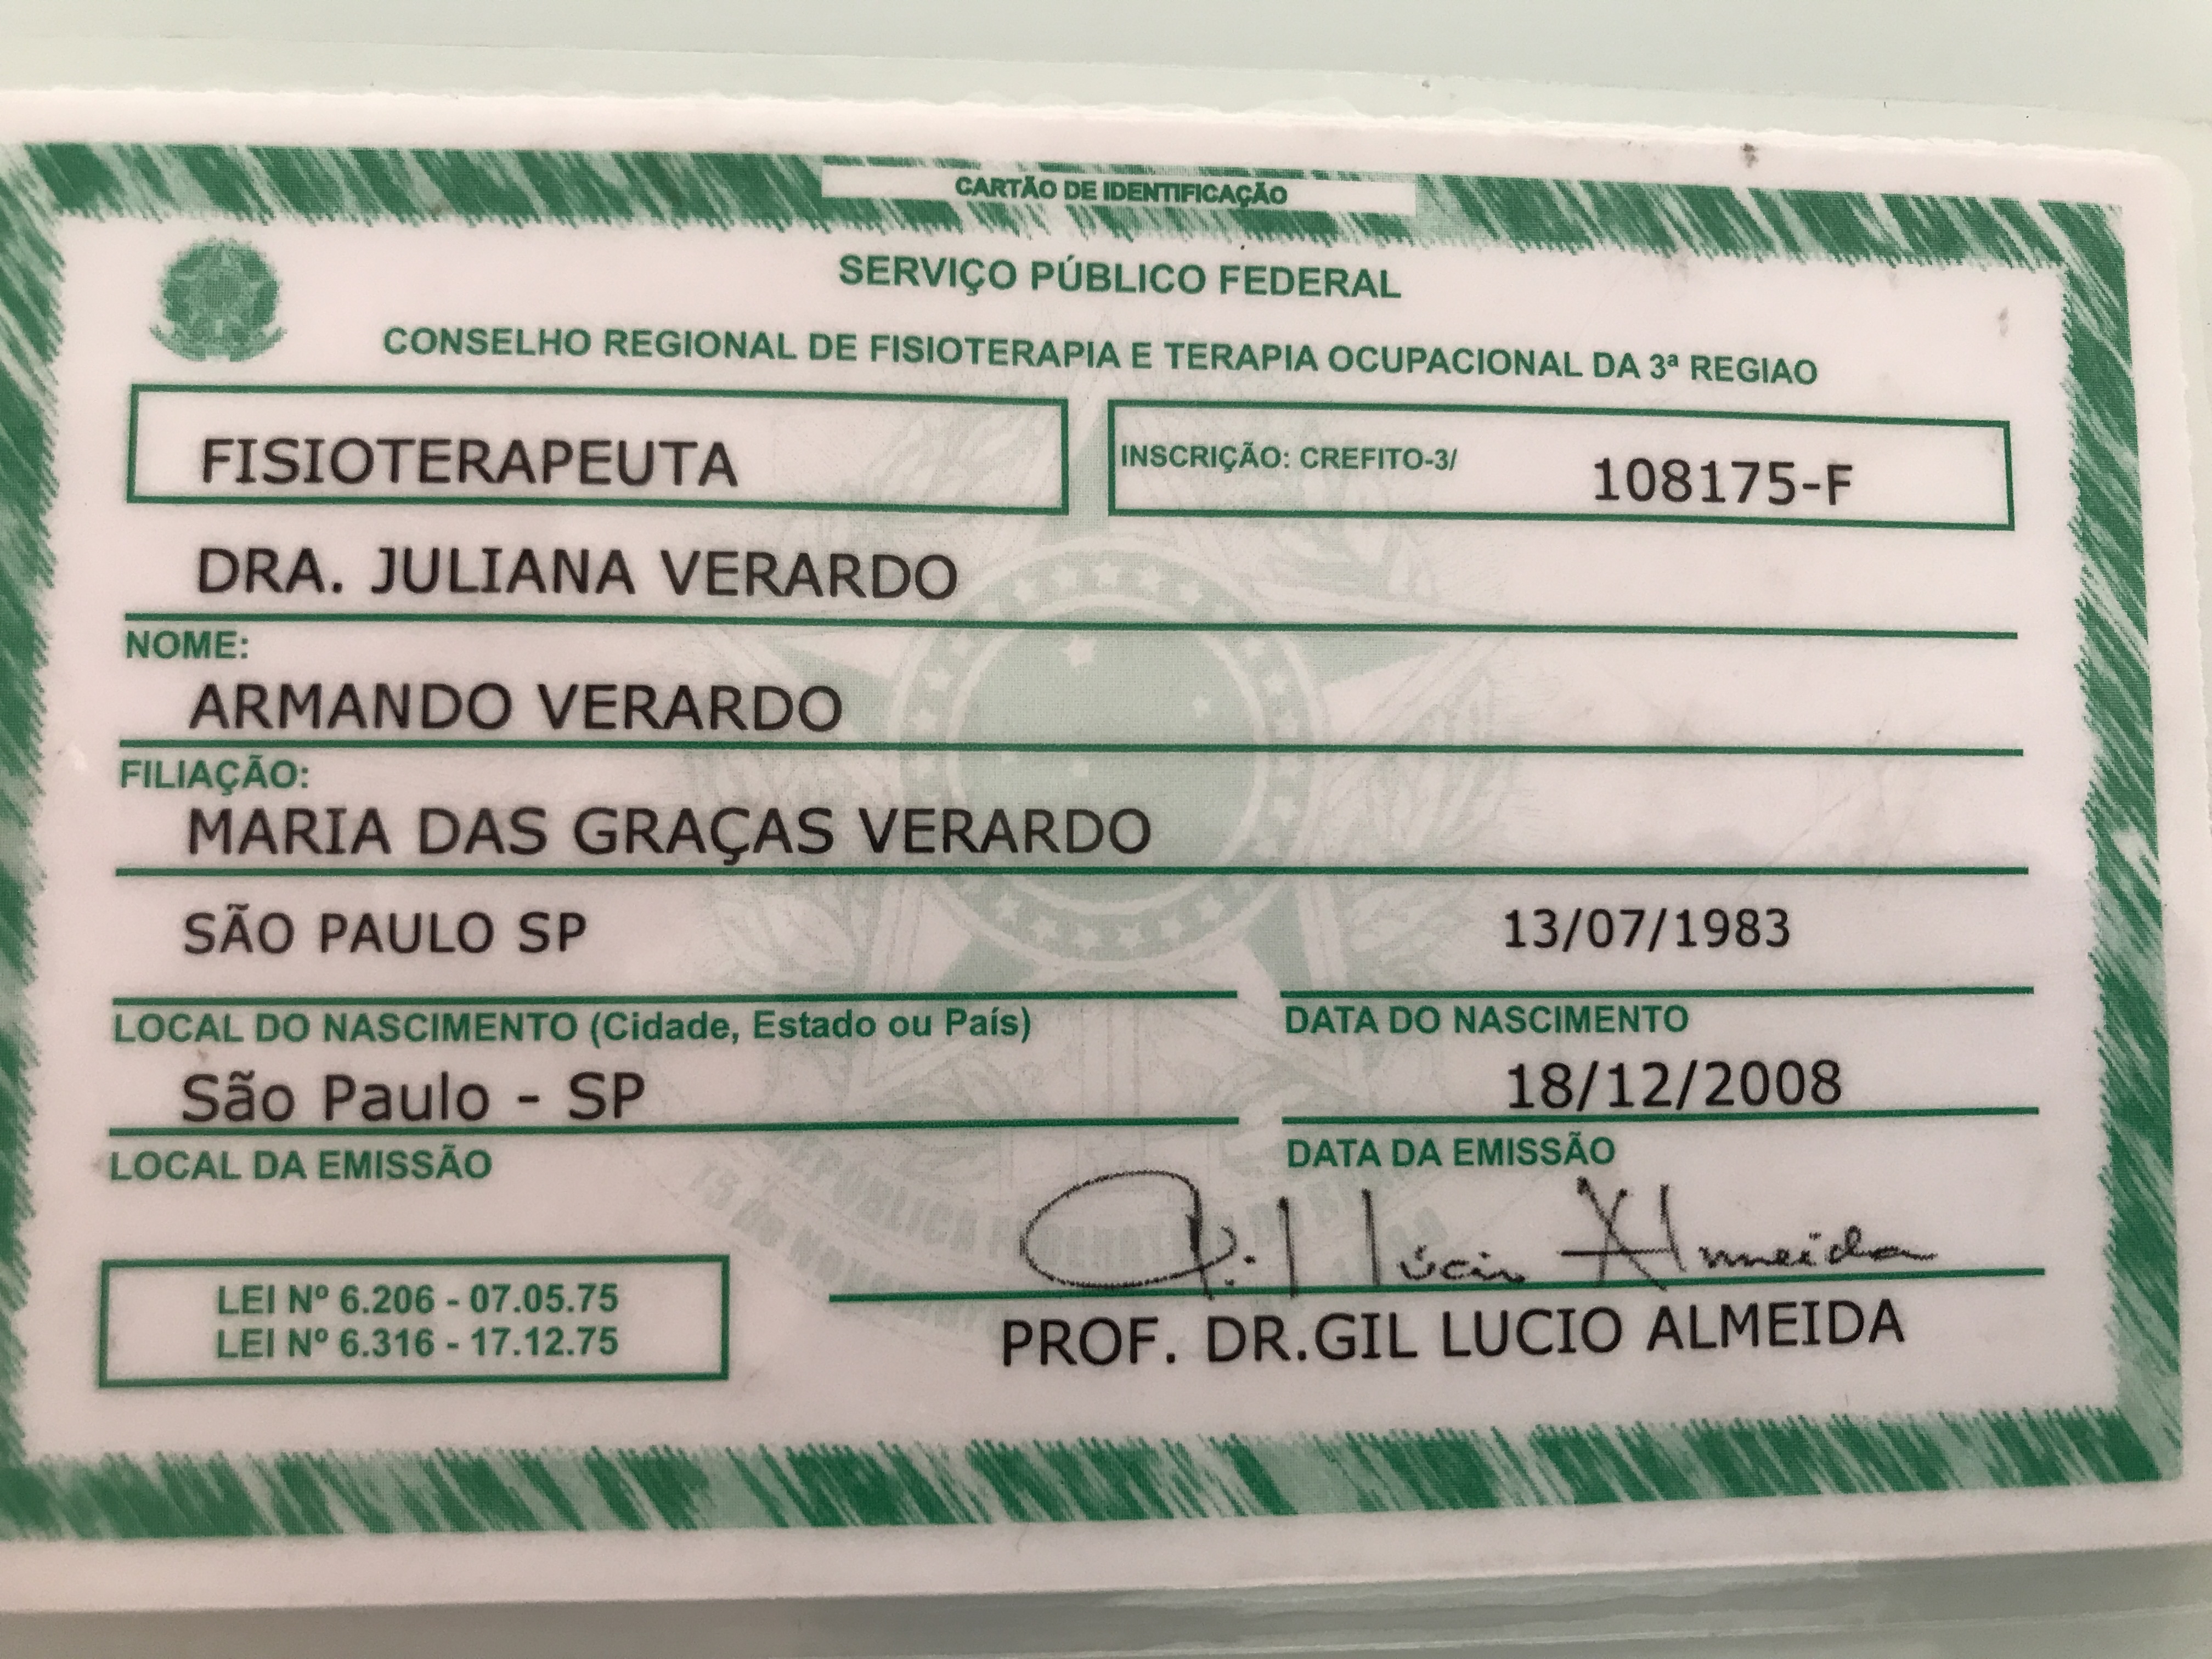 CARTÃO DE IDENTIFICAÇÃO
SERVIÇO PÚBLICO FEDERAL
CONSELHO REGIONAL DE FISIOTERAPIA E TERAPIA OCUPACIONAL DA 3ª REGIAO
FISIOTERAPEUTA
INSCRIÇÃO: CREFITO-3/ 108175-F
DRA. JULIANA VERARDO
NOME:
ARMANDO VERARDO
FILIAÇÃO:
MARIA DAS GRAÇAS VERARDO
SÃO PAULO SP
13/07/1983
LOCAL DO NASCIMENTO (Cidade, Estado ou País)
DATA DO NASCIMENTO
São Paulo - SP
18/12/2008
LOCAL DA EMISSÃO
DATA DA EMISSÃO
Gil Lúcio Almeida
LEI Nº 6.206 - 07.05.75
LEI Nº 6.316 - 17.12.75
PROF. DR.GIL LUCIO ALMEIDA